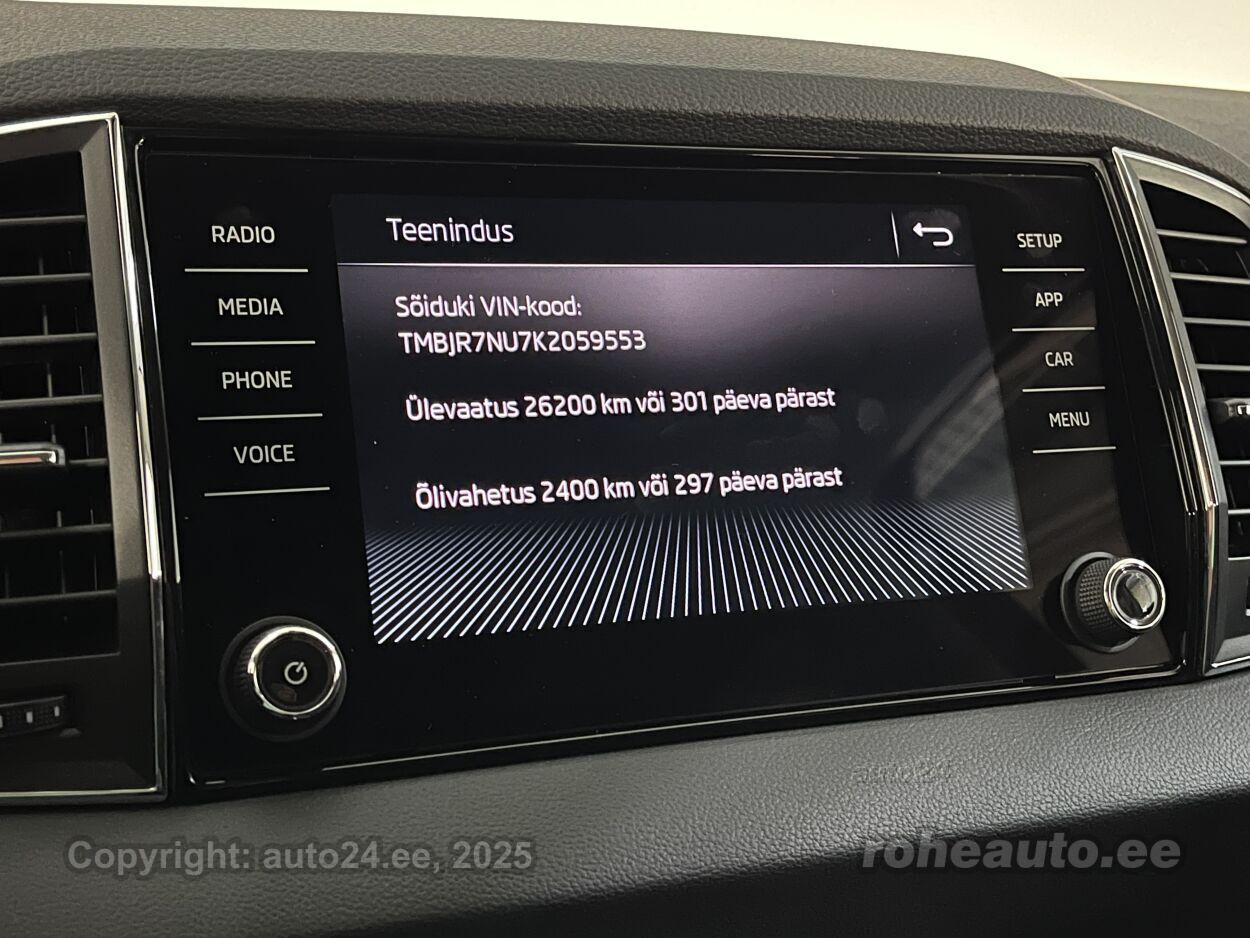 RADIO
MEDIA
PHONE
VOICE
Teenindus
Sõiduki VIN-kood:
TMBJR7NU7K2059553
Ülevaatus 26200 km või 301 päeva pärast
Õlivahetus 2400 km või 297 päeva pärast
SETUP
APP
CAR
MENU
auto24
Copyright: auto24.ee, 2025
roheauto.ee